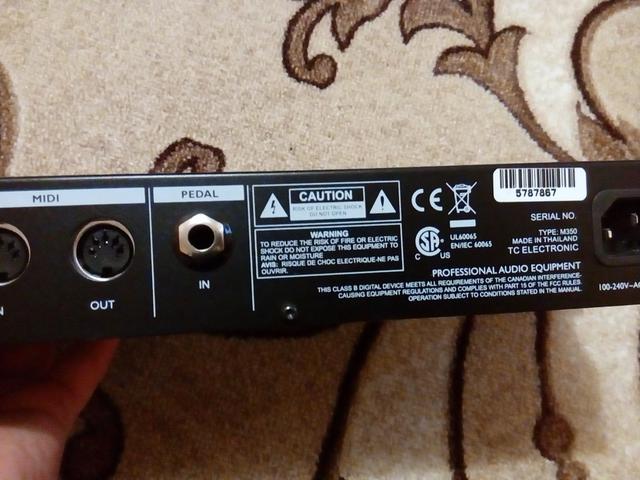 MIDI
OUT
PEDAL
IN
CAUTION
RISK OF ELECTRIC SHOCK
DO NOT OPEN
WARNING
TO REDUCE THE RISK OF FIRE OR ELECTRIC
SHOCK DO NOT EXPOSE THIS EQUIPMENT TO
RAIN OR MOISTURE
AVIS: RISQUE DE CHOC ELECTRIQUE-NE PAS
OUVRIR.
CE
SA
C US
UL60065
EN/IEC 60065
5787867
SERIAL NO.
TYPE: M350
MADE IN THAILAND
TC ELECTRONIC
PROFESSIONAL AUDIO EQUIPMENT
THIS CLASS B DIGITAL DEVICE MEETS ALL REQUIREMENTS OF THE CANADIAN INTERFERENCE-
CAUSING EQUIPMENT REGULATIONS AND COMPLIES WITH PART 15 OF THE FCC RULES.
OPERATION SUBJECT TO CONDITIONS STATED IN THE MANUAL
100-240V~